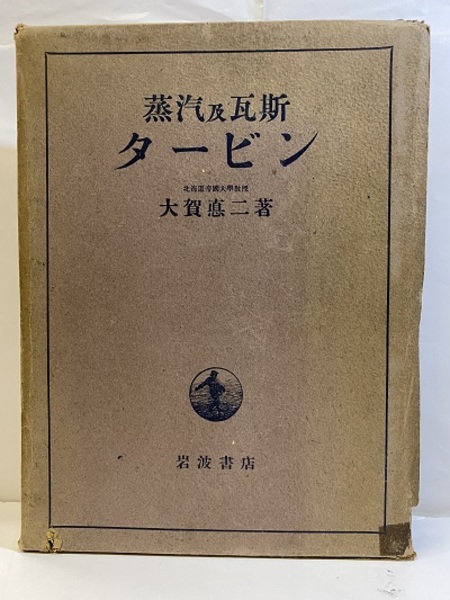 蒸汽及瓦斯
タービン
北海道帝國大學教授
大賀悳二著
岩波書店